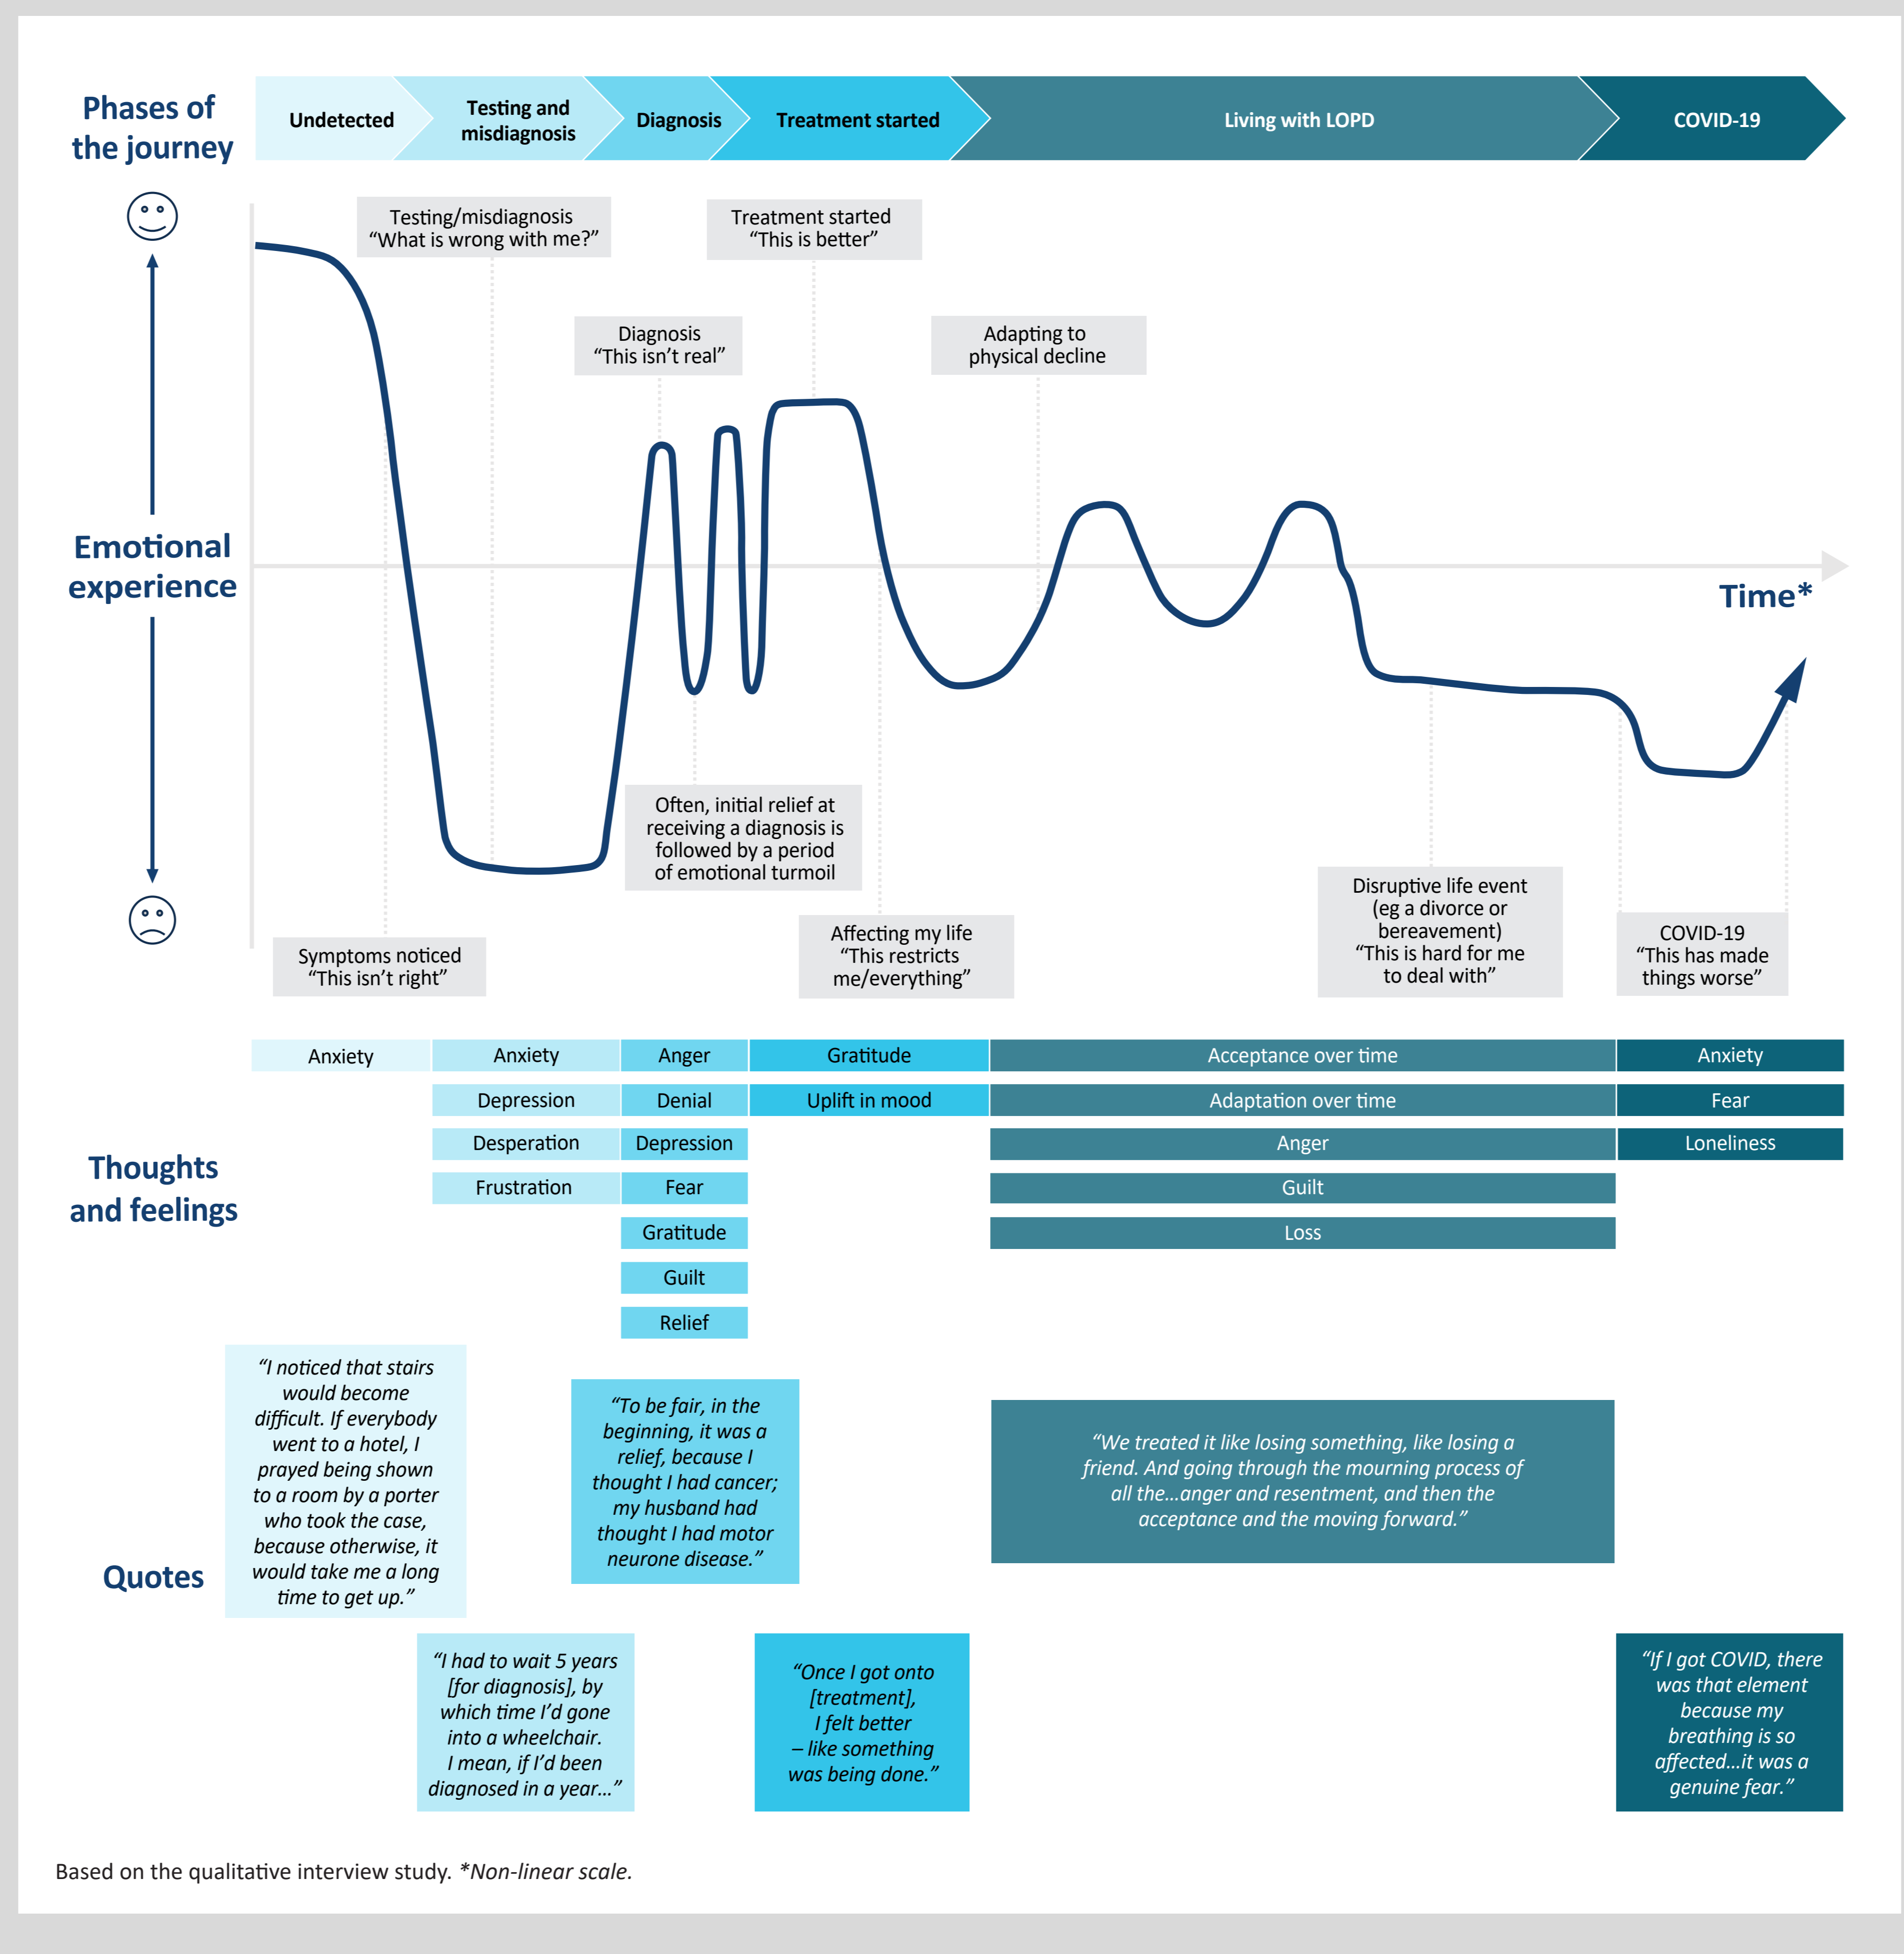 Phases of
the journey
Undetected
Testing and
misdiagnosis
Diagnosis
Treatment started
Living with LOPD
COVID-19
Testing/misdiagnosis
“What is wrong with me?”
Treatment started
“This is better”
Diagnosis
“This isn’t real”
Adapting to
physical decline
Emotional
experience
Time*
Often, initial relief at
receiving a diagnosis is
followed by a period
of emotional turmoil
Symptoms noticed
“This isn’t right”
Affecting my life
“This restricts
me/everything”
Disruptive life event
(eg a divorce or
bereavement)
“This is hard for me
to deal with”
COVID-19
“This has made
things worse”
Thoughts
and feelings
Anxiety
Anxiety
Depression
Desperation
Frustration
Anger
Denial
Depression
Fear
Gratitude
Guilt
Relief
Gratitude
Uplift in mood
Acceptance over time
Adaptation over time
Anger
Guilt
Loss
Anxiety
Fear
Loneliness
Quotes
“I noticed that stairs
would become
difficult. If everybody
went to a hotel, I
prayed being shown
to a room by a porter
who took the case,
because otherwise, it
would take me a long
time to get up.”
“I had to wait 5 years
[for diagnosis], by
which time I’d gone
into a wheelchair.
I mean, if I’d been
diagnosed in a year...”
“To be fair, in the
beginning, it was a
relief, because I
thought I had cancer;
my husband had
thought I had motor
neurone disease.”
“Once I got onto
[treatment],
I felt better
– like something
was being done.”
“We treated it like losing something, like losing a
friend. And going through the mourning process of
all the...anger and resentment, and then the
acceptance and the moving forward.”
“If I got COVID, there
was that element
because my
breathing is so
affected...it was a
genuine fear.”
Based on the qualitative interview study. *Non-linear scale.